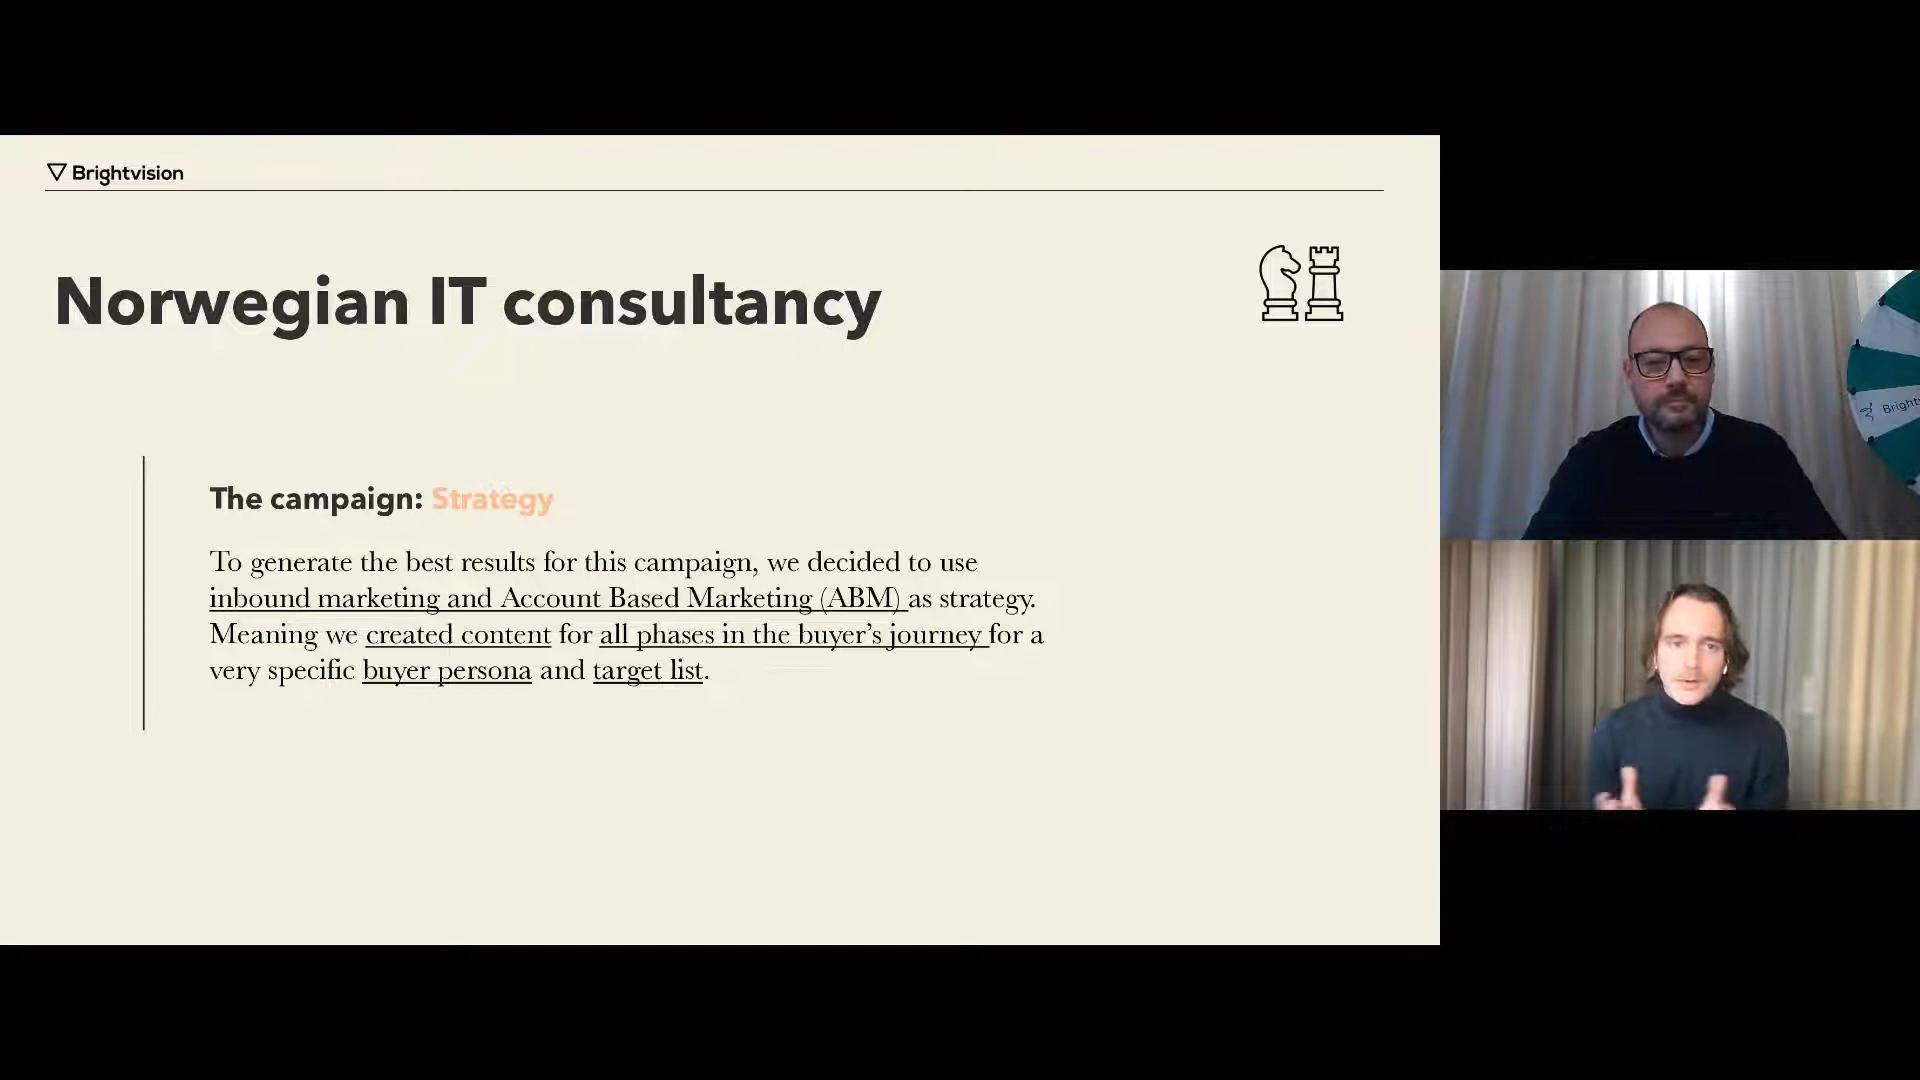 Brightvision
Norwegian IT consultancy
The campaign: Strategy
To generate the best results for this campaign, we decided to use
inbound marketing and Account Based Marketing (ABM) as strategy.
Meaning we created content for all phases in the buyer’s journey for a
very specific buyer persona and target list.
Bright